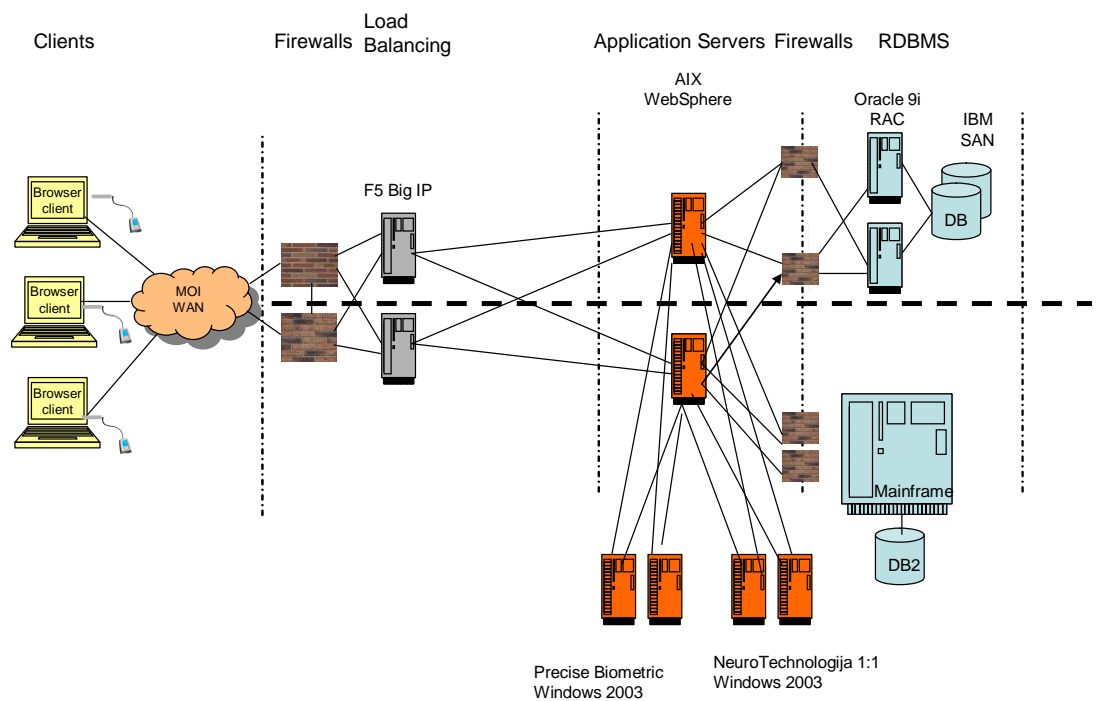 Clients
Firewalls
Load
Balancing
Application Servers
Firewalls
RDBMS
AIX
WebSphere
Oracle 9i
RAC
IBM
SAN
F5 Big IP
Browser
client
Browser
client
Browser
client
MOI
WAN
DB
Mainframe
DB2
Precise Biometric
Windows 2003
NeuroTechnologija 1:1
Windows 2003